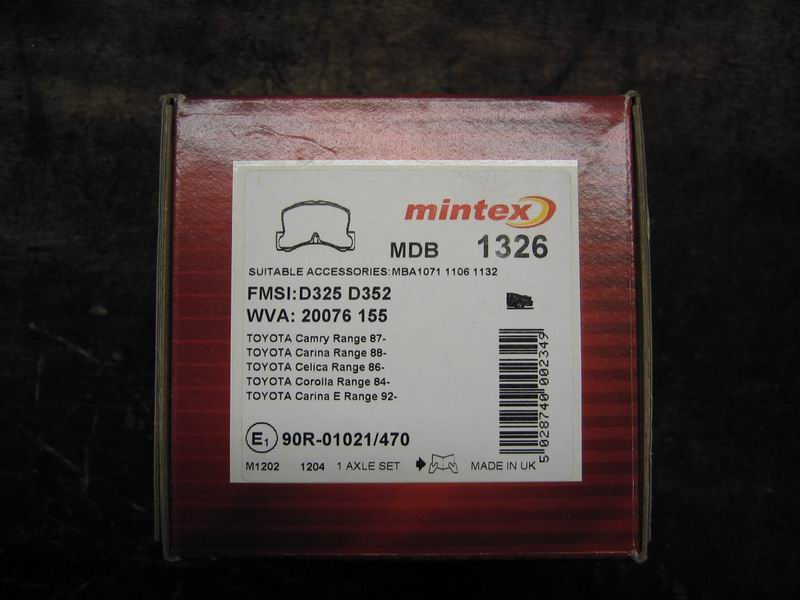 mintex
MDB 1326
SUITABLE ACCESSORIES:MBA1071 1106 1132
FMSI:D325 D352
WVA: 20076 155
TOYOTA Camry Range 87-
TOYOTA Carina Range 88-
TOYOTA Celica Range 86-
TOYOTA Corolla Range 84-
TOYOTA Carina E Range 92-
E1 90R-01021/470
M1202 1204 1 AXLE SET MADE IN UK
5 028740 002349